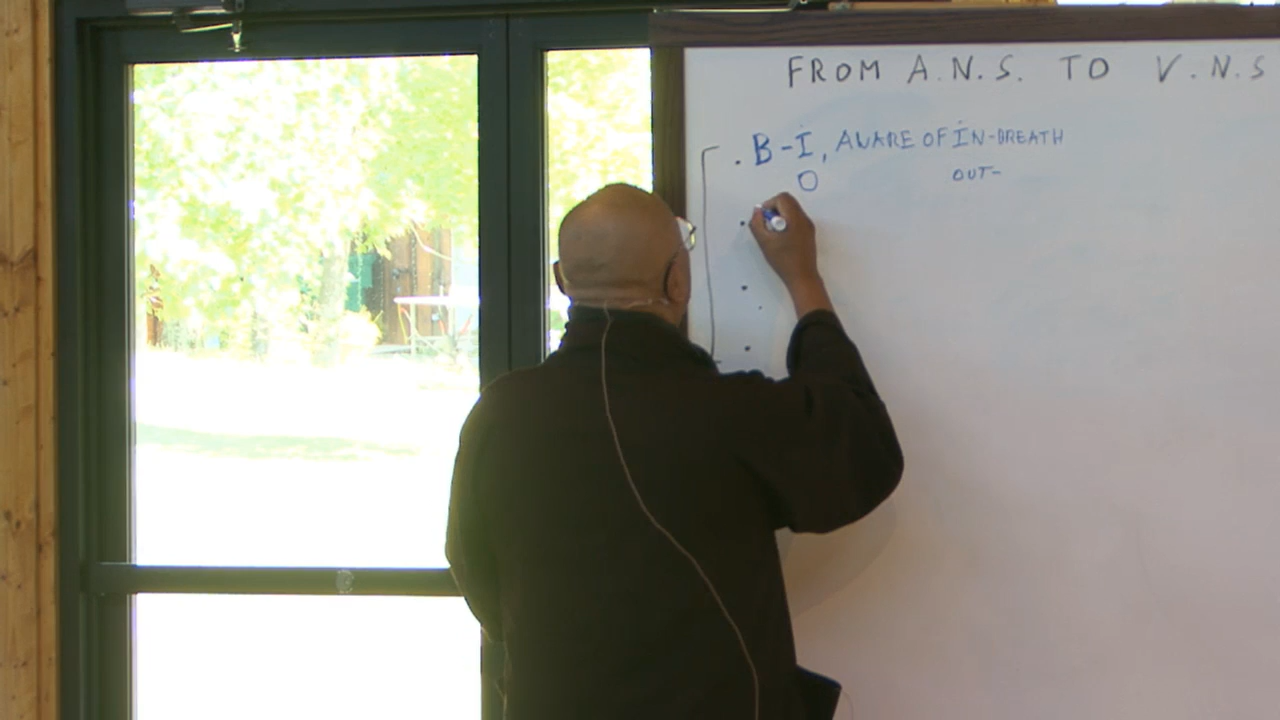 FROM A.N.S. TO V.N.S
B-I, AWARE OF IN-BREATH
O OUT-